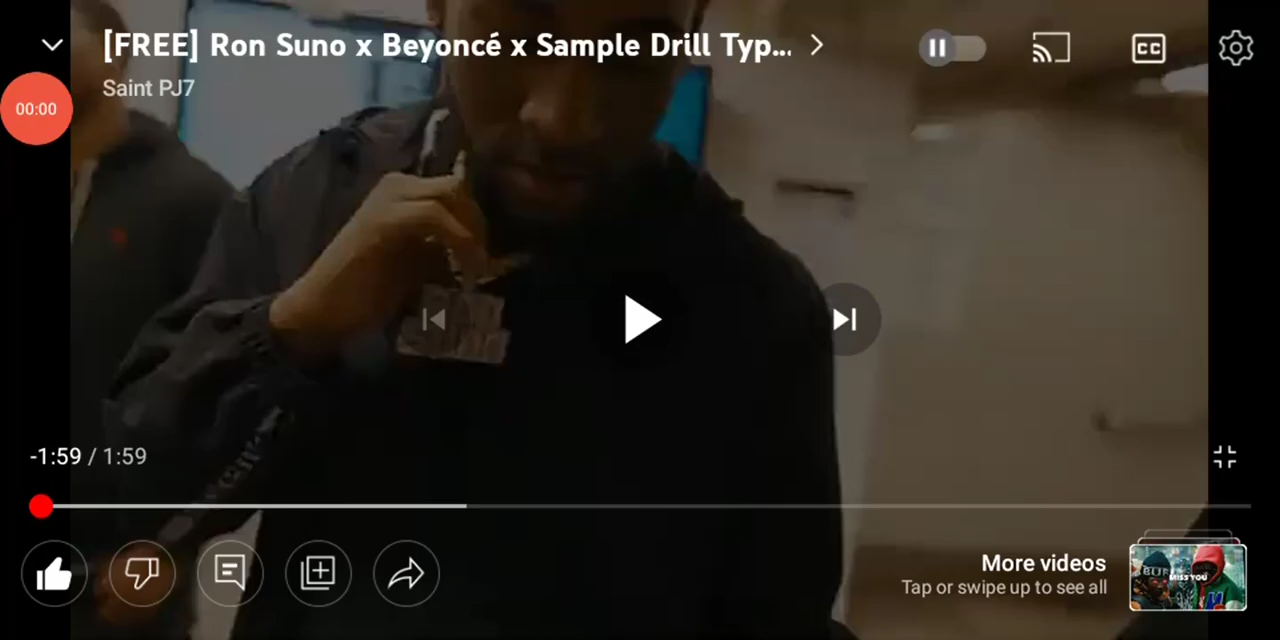 [FREE] Ron Suno x Beyoncé x Sample Drill Typ...
Saint PJ7
CC
00:00
-1:59 / 1:59
More videos
Tap or swipe up to see all
MISS YOU